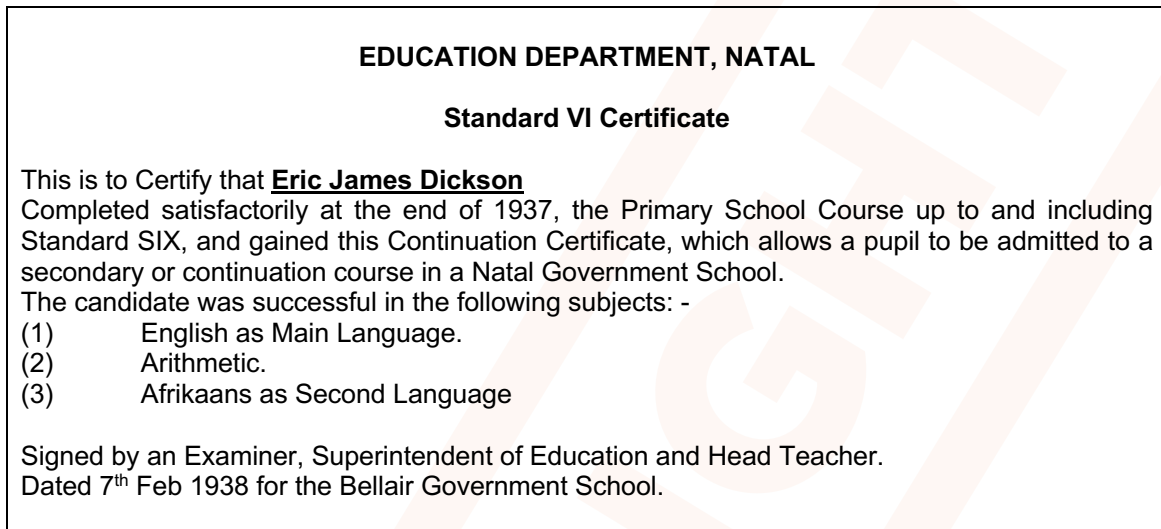 EDUCATION DEPARTMENT, NATAL
Standard VI Certificate
This is to Certify that Eric James Dickson
Completed satisfactorily at the end of 1937, the Primary School Course up to and including
Standard SIX, and gained this Continuation Certificate, which allows a pupil to be admitted to a
secondary or continuation course in a Natal Government School.
The candidate was successful in the following subjects: -
(1) English as Main Language.
(2) Arithmetic.
(3) Afrikaans as Second Language
Signed by an Examiner, Superintendent of Education and Head Teacher.
Dated 7th Feb 1938 for the Bellair Government School.